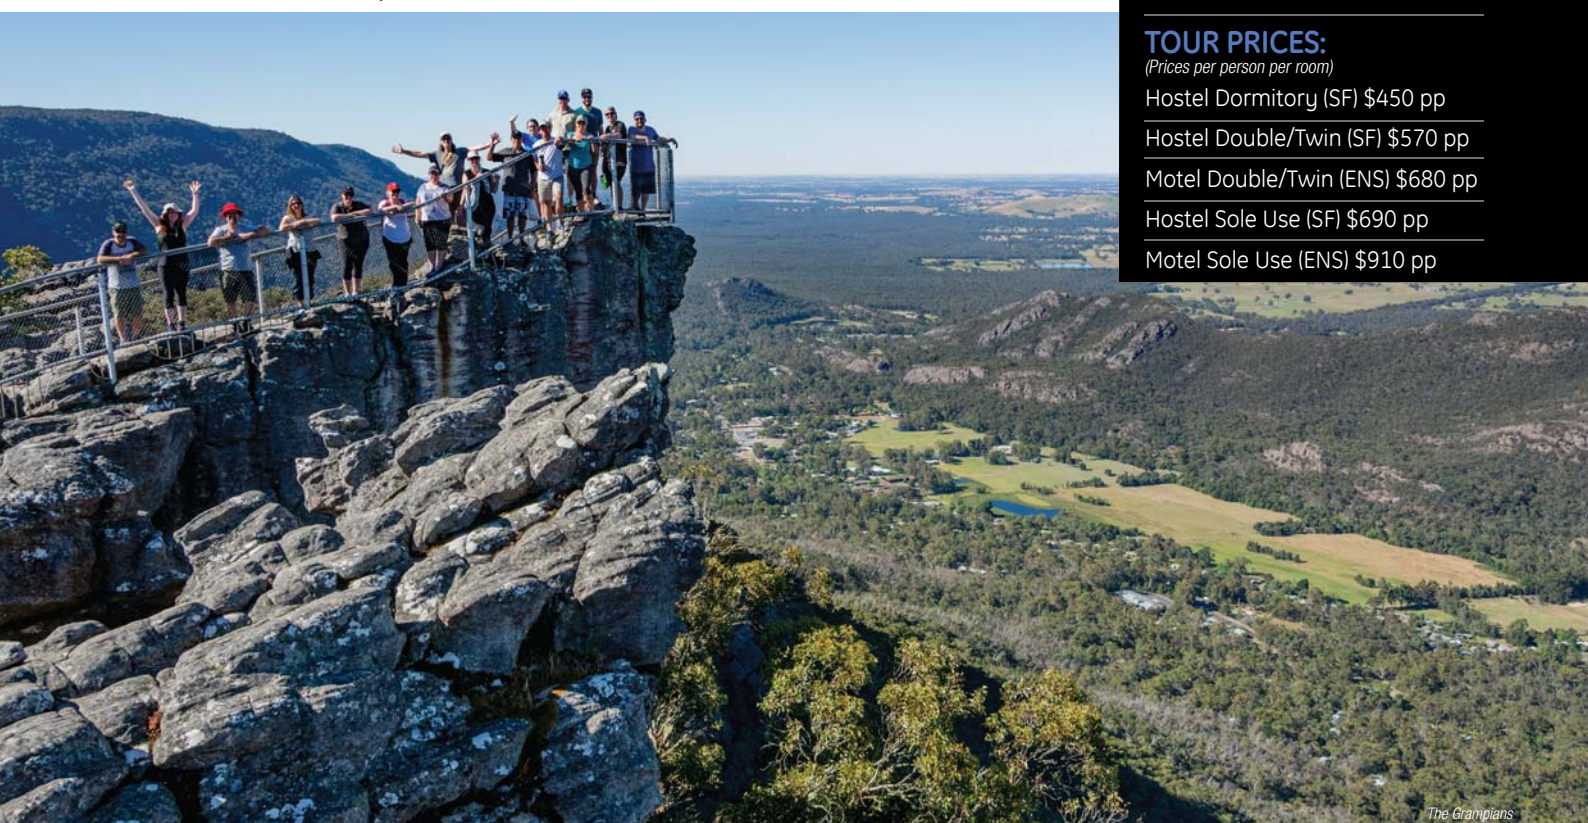 TOUR PRICES:
(Prices per person per room)
Hostel Dormitory (SF) $450 pp
Hostel Double/Twin (SF) $570 pp
Motel Double/Twin (ENS) $680 pp
Hostel Sole Use (SF) $690 pp
Motel Sole Use (ENS) $910 pp
The Grampians